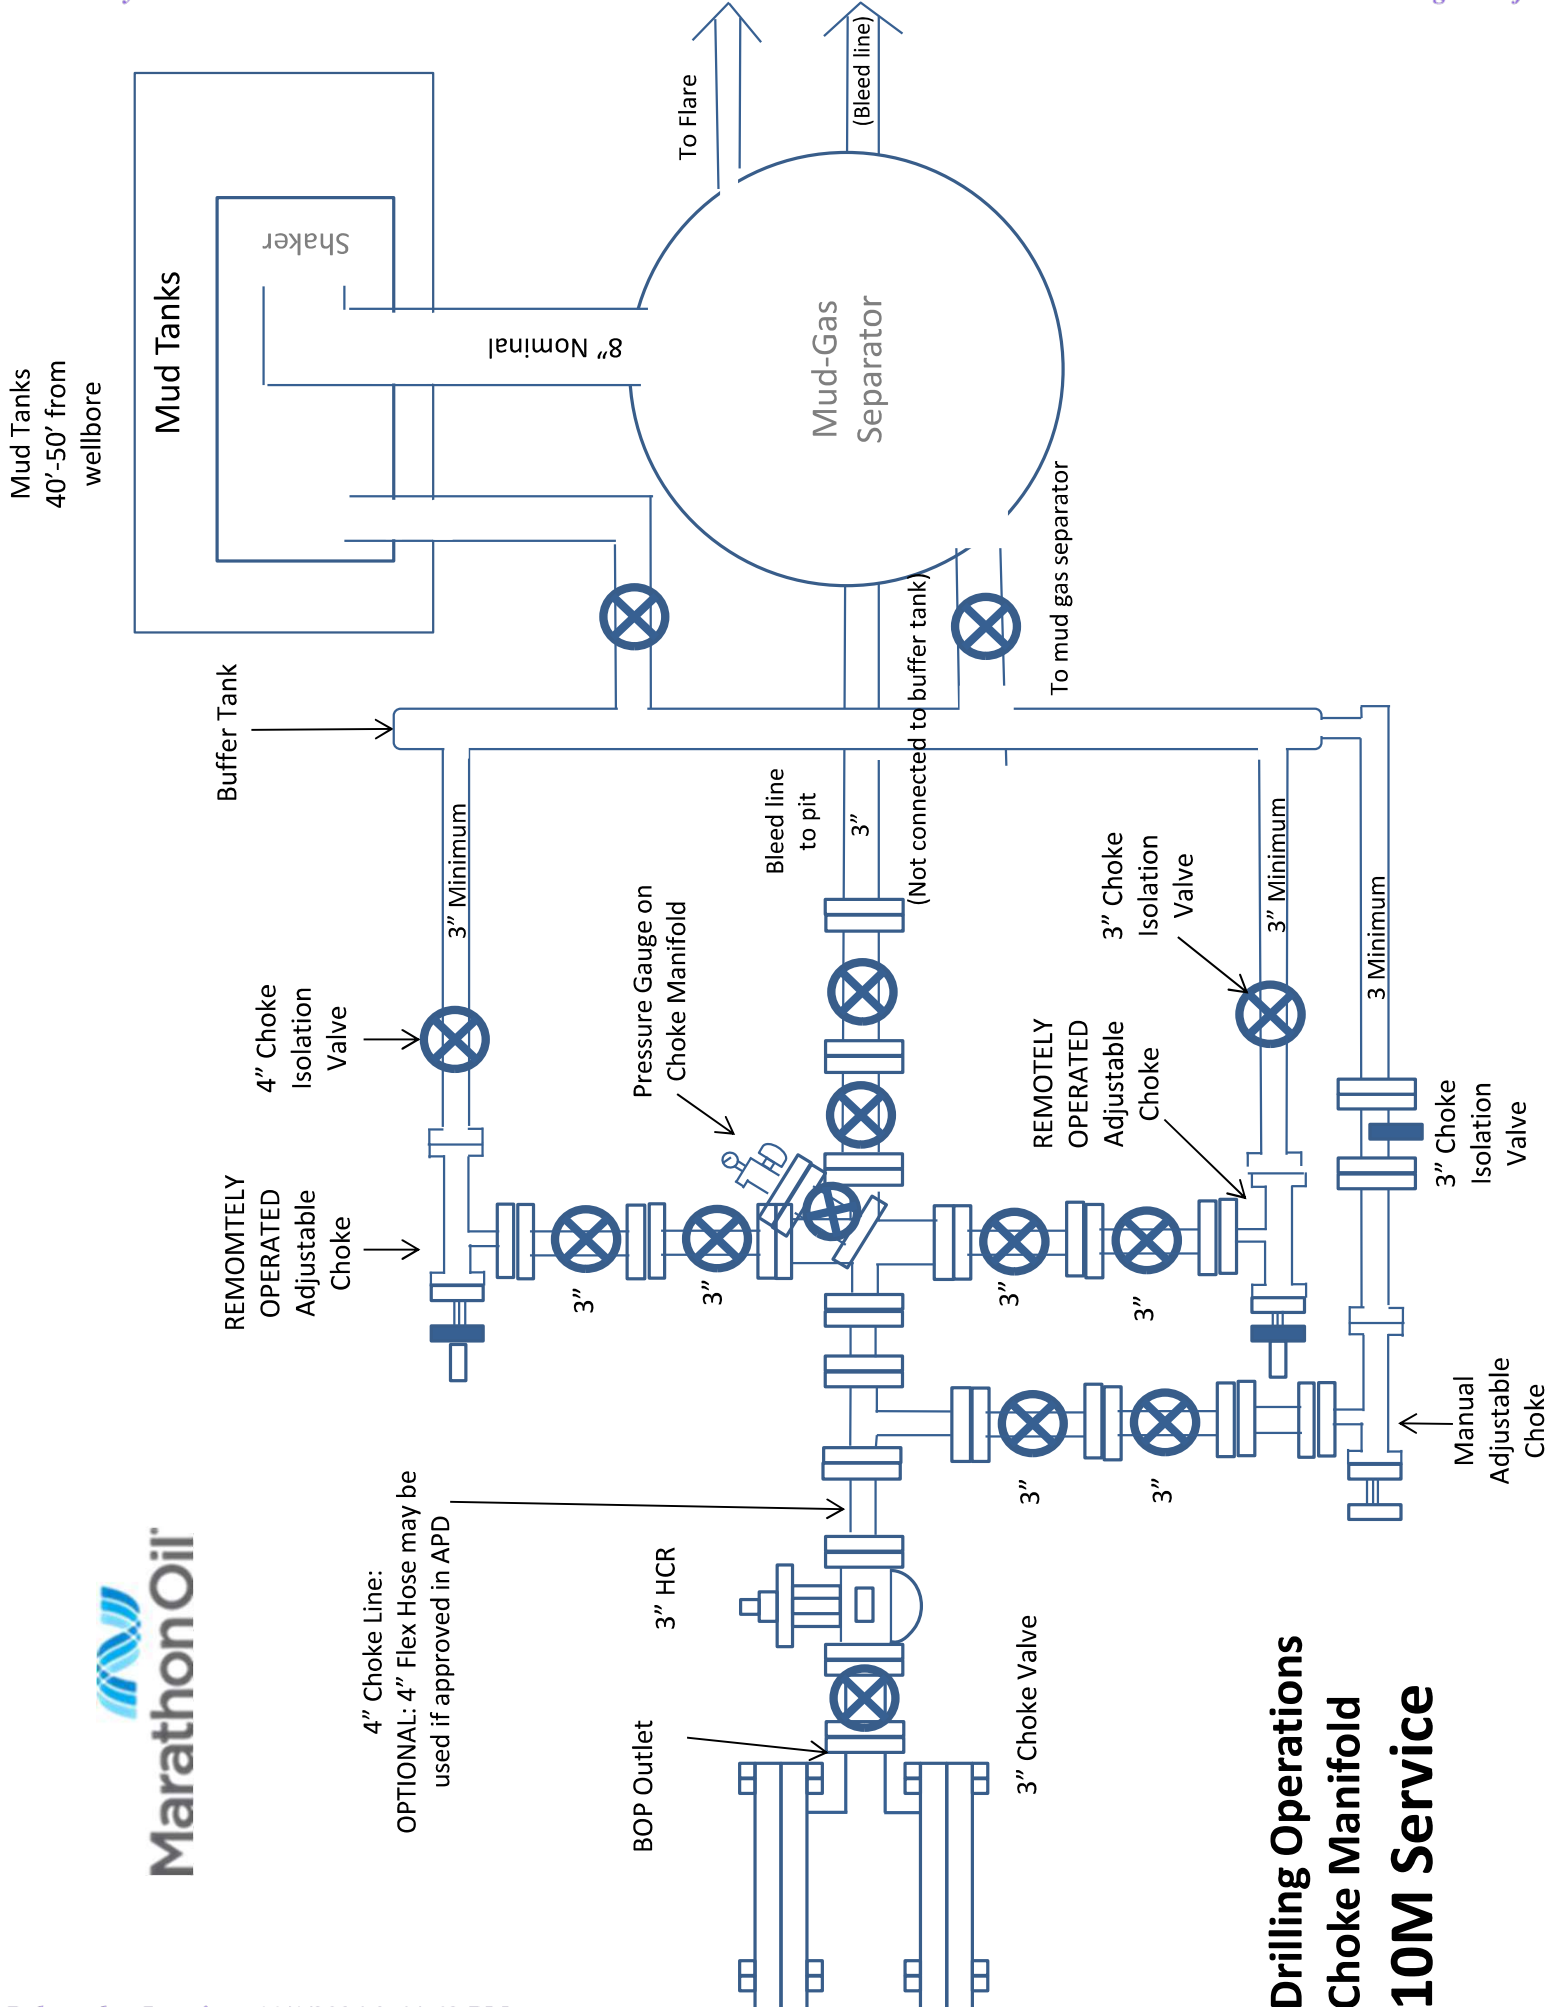 MarathonOil
Drilling Operations
Choke Manifold
10M Service
Mud Tanks
40’-50’ from
wellbore
Mud Tanks
Shaker
8” Nominal
To Flare
(Bleed line)
Mud-Gas
Separator
To mud gas separator
(Not connected to buffer tank)
Buffer Tank
3” Minimum
Bleed line
to pit
3”
4” Choke
Isolation
Valve
Pressure Gauge on
Choke Manifold
3” Choke
Isolation
Valve
3” Minimum
3 Minimum
REMOMTELY
OPERATED
Adjustable
Choke
REMOTELY
OPERATED
Adjustable
Choke
3” Choke
Isolation
Valve
3”
3”
3”
3”
3”
3”
Manual
Adjustable
Choke
4” Choke Line:
OPTIONAL: 4” Flex Hose may be
used if approved in APD
3” HCR
BOP Outlet
3” Choke Valve